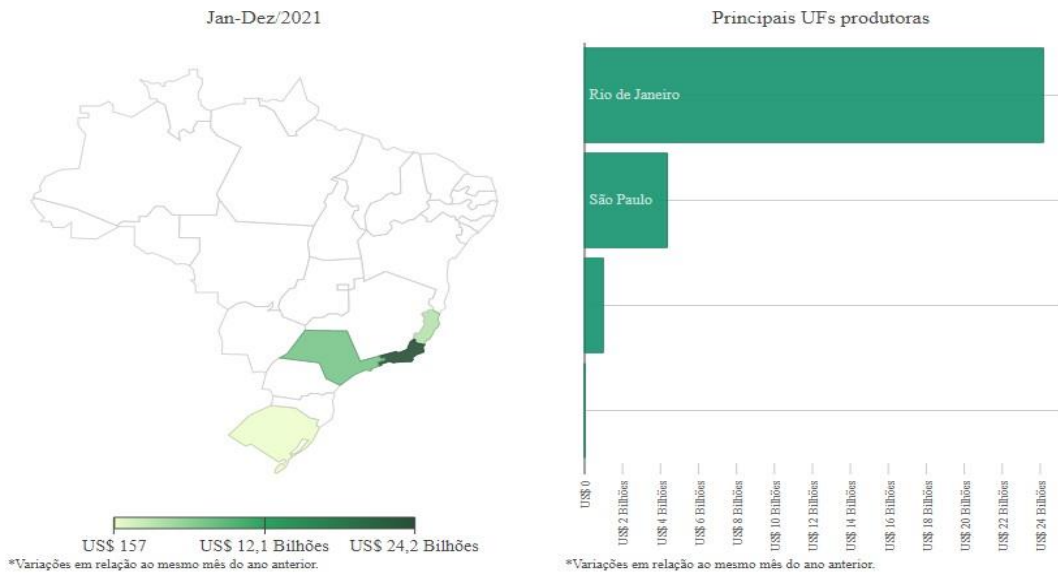 Jan-Dez/2021
US$ 157
US$ 12,1 Bilhões
US$ 24,2 Bilhões
*Variações em relação ao mesmo mês do ano anterior.
Principais UFs produtoras
Rio de Janeiro
São Paulo
US$ 0
US$ 2 Bilhões
US$ 4 Bilhões
US$ 6 Bilhões
US$ 8 Bilhões
US$ 10 Bilhões
US$ 12 Bilhões
US$ 14 Bilhões
US$ 16 Bilhões
US$ 18 Bilhões
US$ 20 Bilhões
US$ 22 Bilhões
US$ 24 Bilhões
*Variações em relação ao mesmo mês do ano anterior.